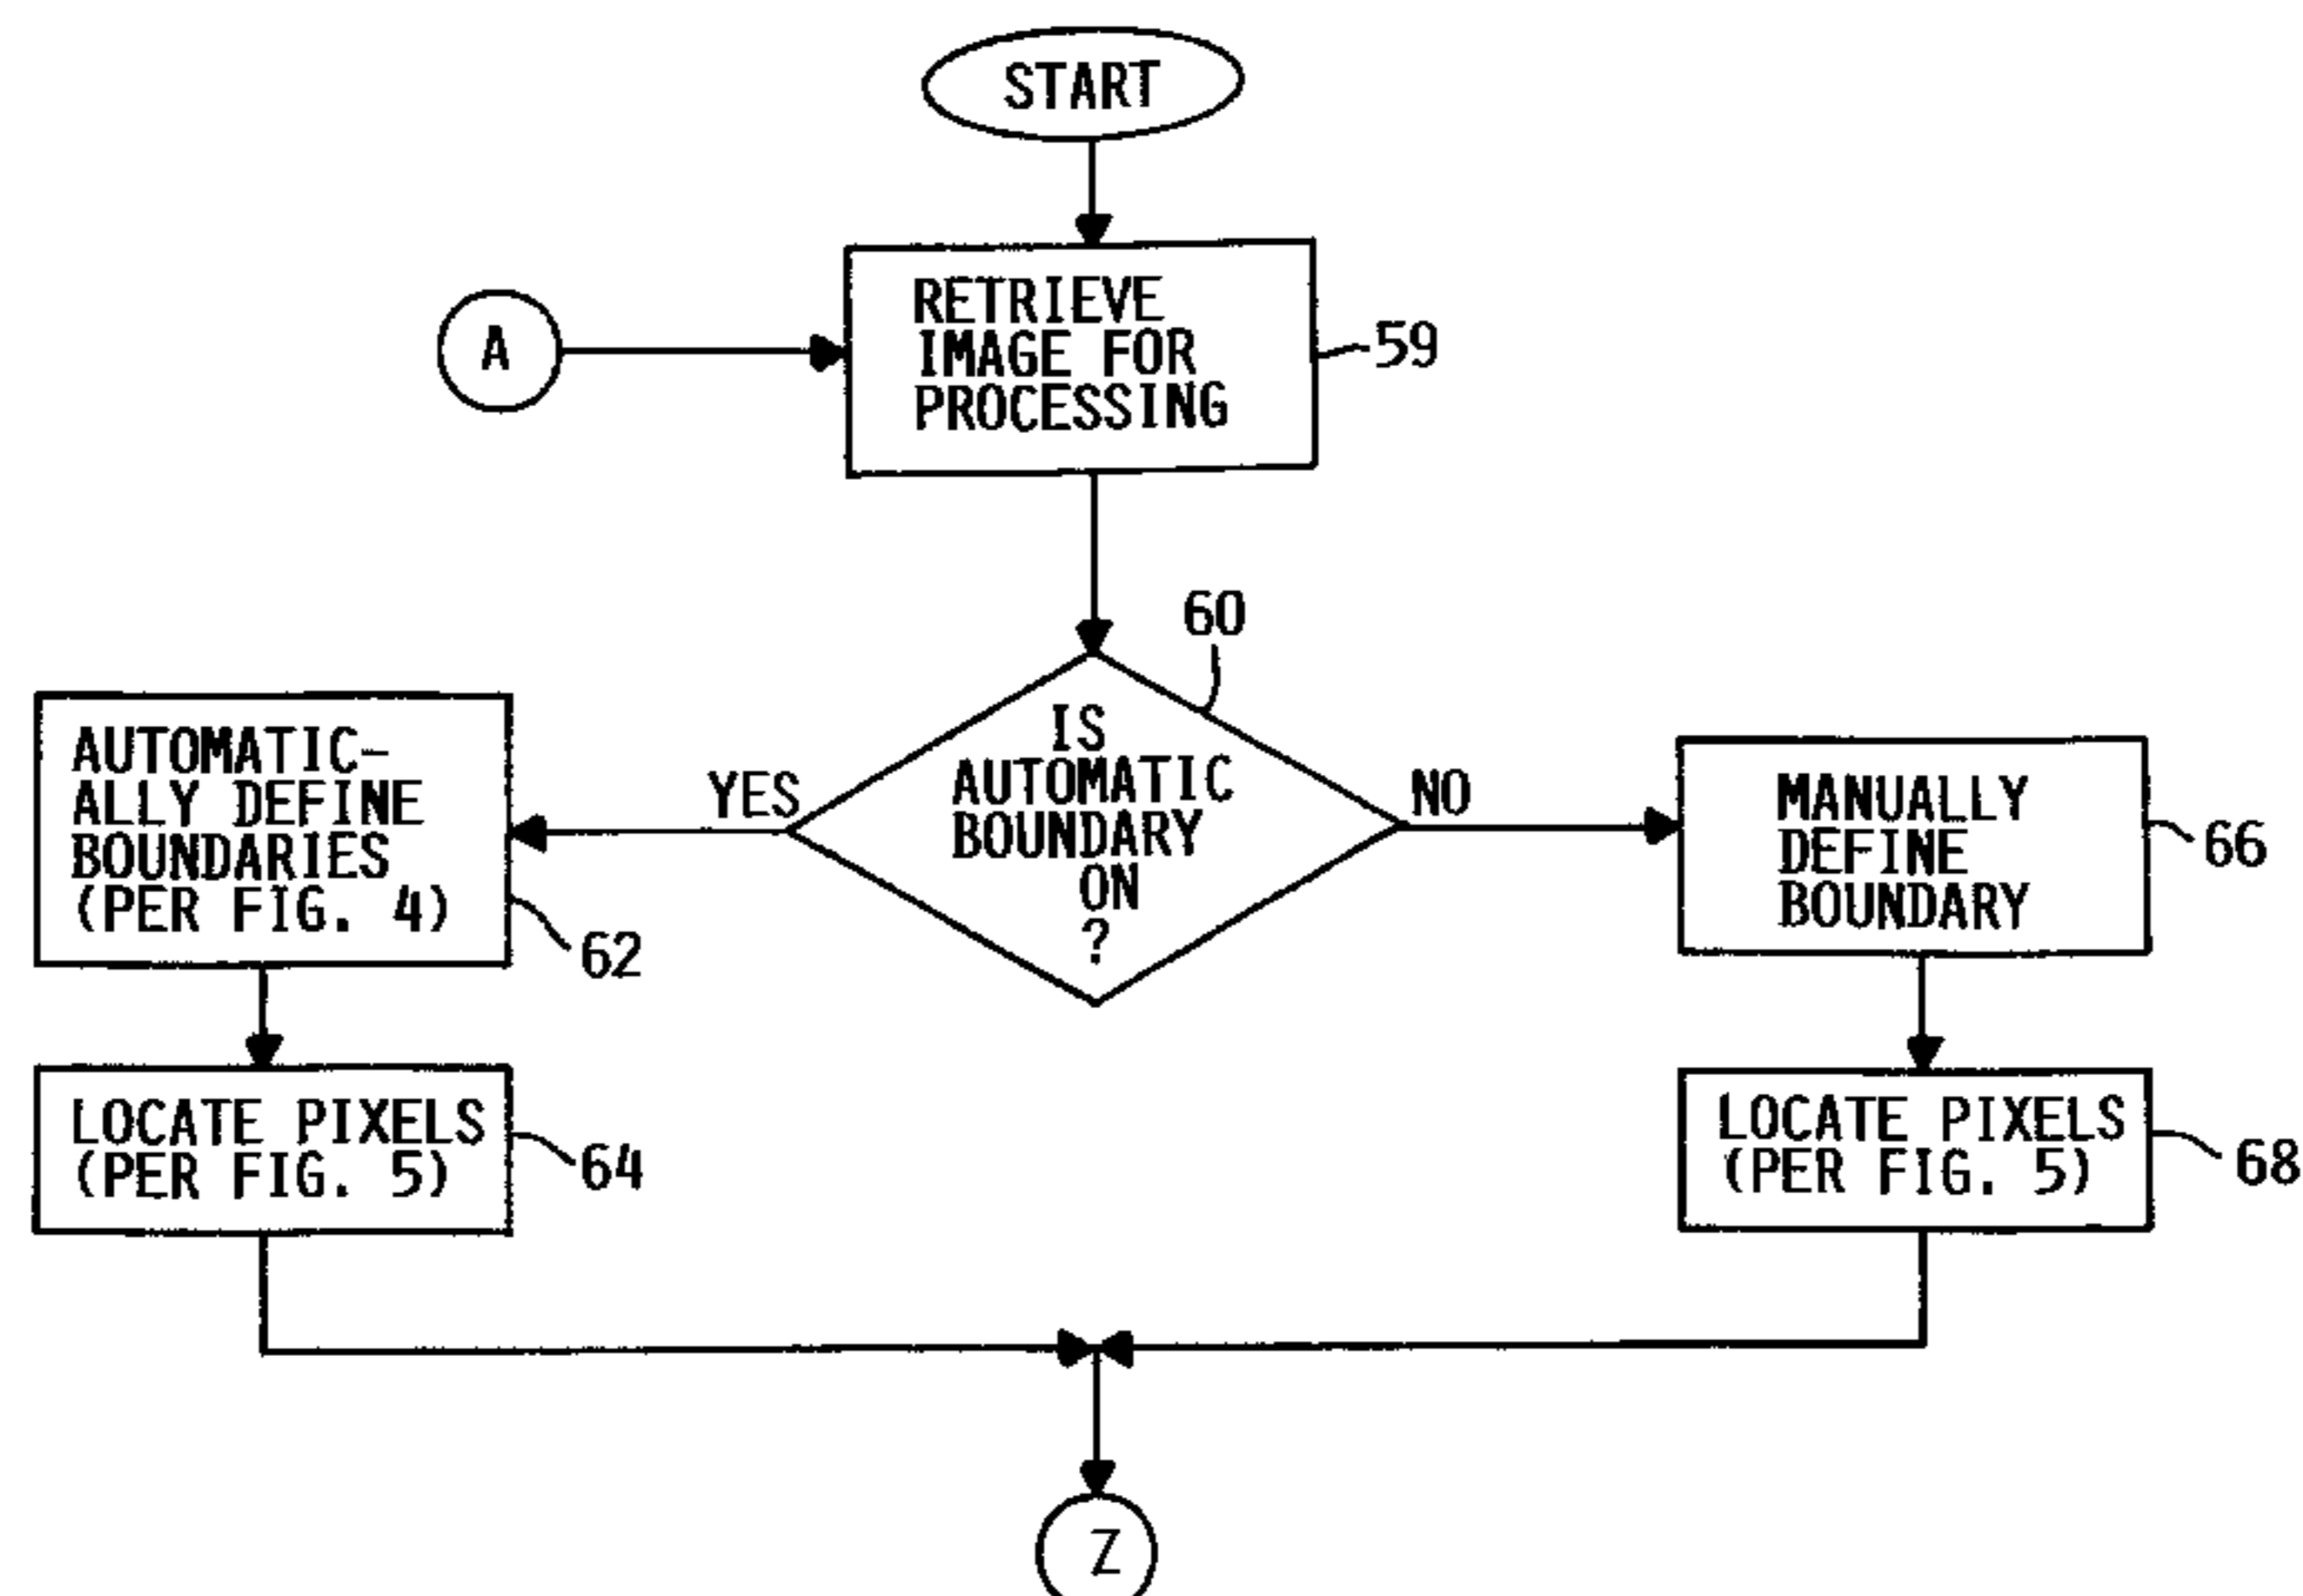 START
A
RETRIEVE
IMAGE FOR
PROCESSING
59
60
IS
AUTOMATIC
BOUNDARY
ON
?
YES
NO
AUTOMATIC-
ALLY DEFINE
BOUNDARIES
(PER FIG. 4)
62
MANUALLY
DEFINE
BOUNDARY
66
LOCATE PIXELS
(PER FIG. 5)
64
LOCATE PIXELS
(PER FIG. 5)
68
Z